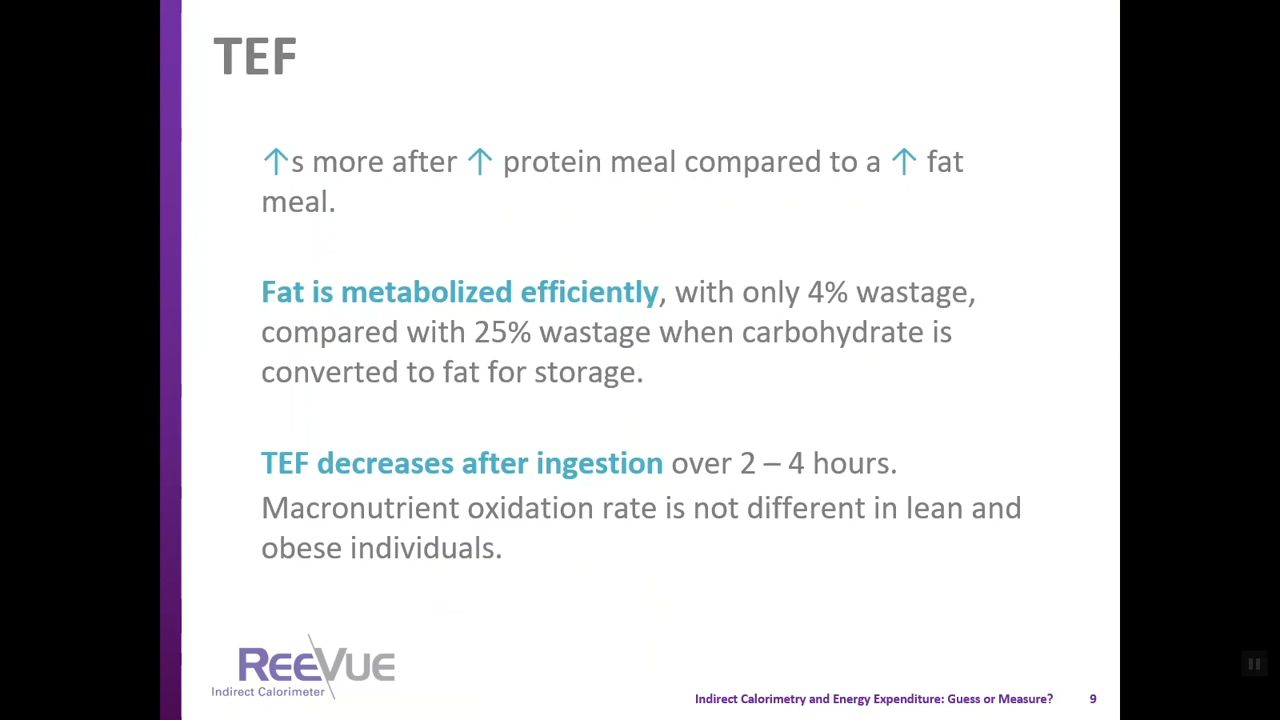 TEF
↑s more after ↑ protein meal compared to a ↑ fat
meal.
Fat is metabolized efficiently, with only 4% wastage,
compared with 25% wastage when carbohydrate is
converted to fat for storage.
TEF decreases after ingestion over 2 – 4 hours.
Macronutrient oxidation rate is not different in lean and
obese individuals.
REEVUE
Indirect Calorimeter
Indirect Calorimetry and Energy Expenditure: Guess or Measure? 9